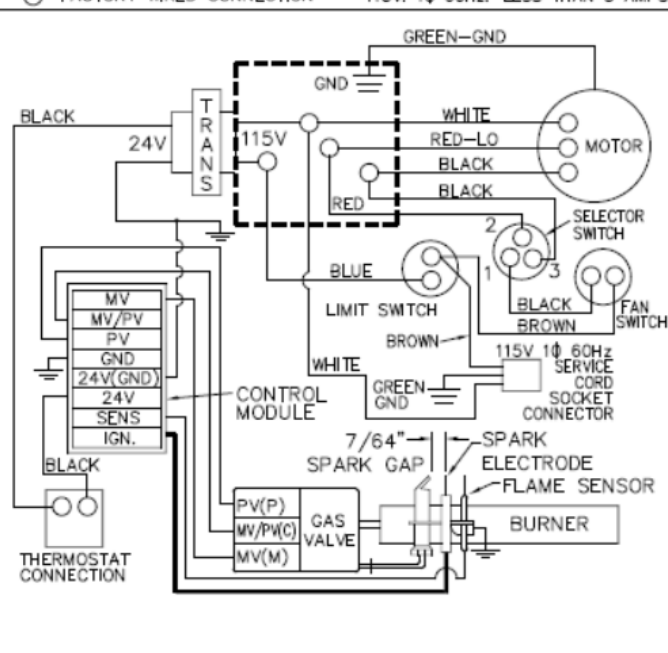 GREEN-GND
GND
BLACK
TRANS
24V
115V
WHITE
RED-LO
BLACK
BLACK
MOTOR
RED
2
1
3
SELECTOR
SWITCH
BLUE
LIMIT SWITCH
BLACK
BROWN
FAN
SWITCH
BROWN
115V 1ϕ 60Hz
SERVICE
CORD
SOCKET
CONNECTOR
WHITE
GREEN
GND
MV
MV/PV
PV
GND
24V(GND)
24V
SENS
IGN.
CONTROL
MODULE
BLACK
7/64"
SPARK GAP
SPARK
ELECTRODE
FLAME SENSOR
PV(P)
MV/PV(C)
MV(M)
GAS
VALVE
BURNER
THERMOSTAT
CONNECTION